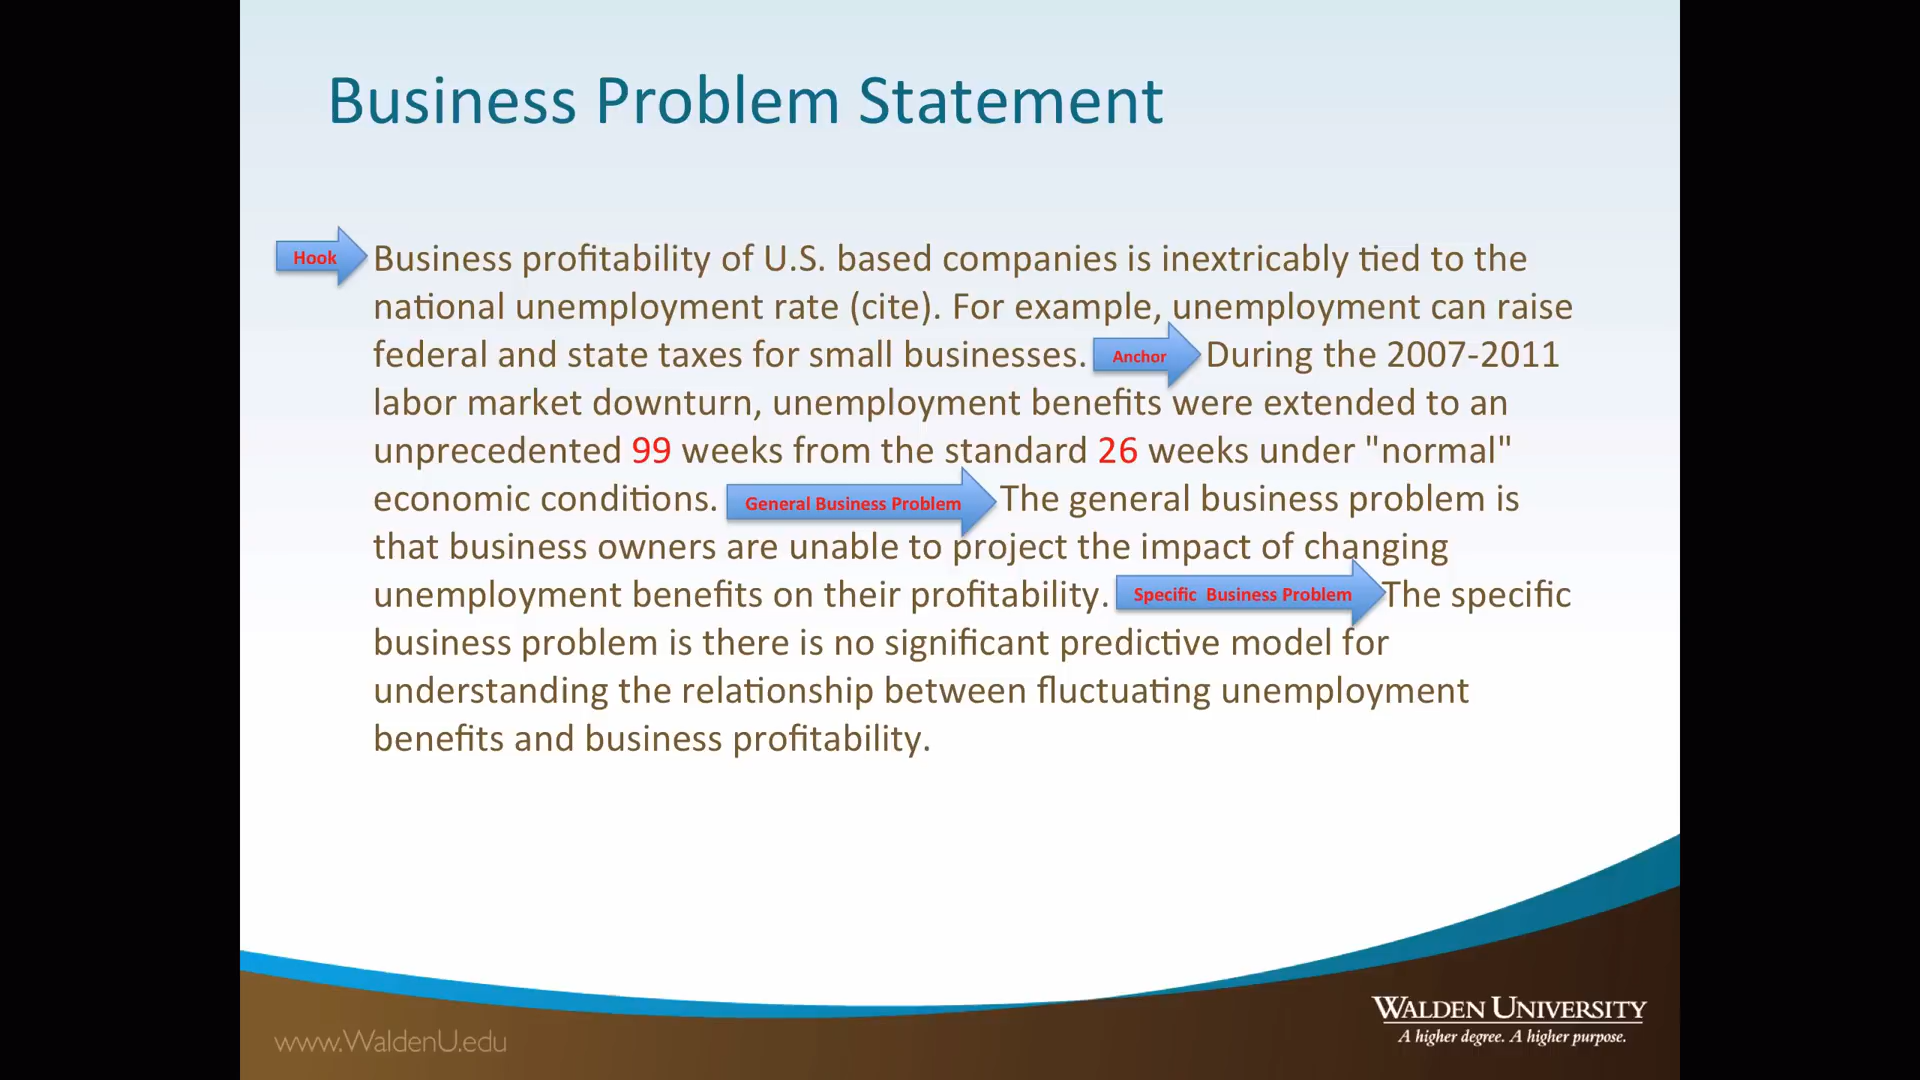 Business Problem Statement
Hook Business profitability of U.S. based companies is inextricably tied to the
national unemployment rate (cite). For example, unemployment can raise
federal and state taxes for small businesses. Anchor During the 2007-2011
labor market downturn, unemployment benefits were extended to an
unprecedented 99 weeks from the standard 26 weeks under "normal"
economic conditions. General Business Problem The general business problem is
that business owners are unable to project the impact of changing
unemployment benefits on their profitability. Specific Business Problem The specific
business problem is there is no significant predictive model for
understanding the relationship between fluctuating unemployment
benefits and business profitability.
www.WaldenU.edu
WALDEN UNIVERSITY
A higher degree. A higher purpose.